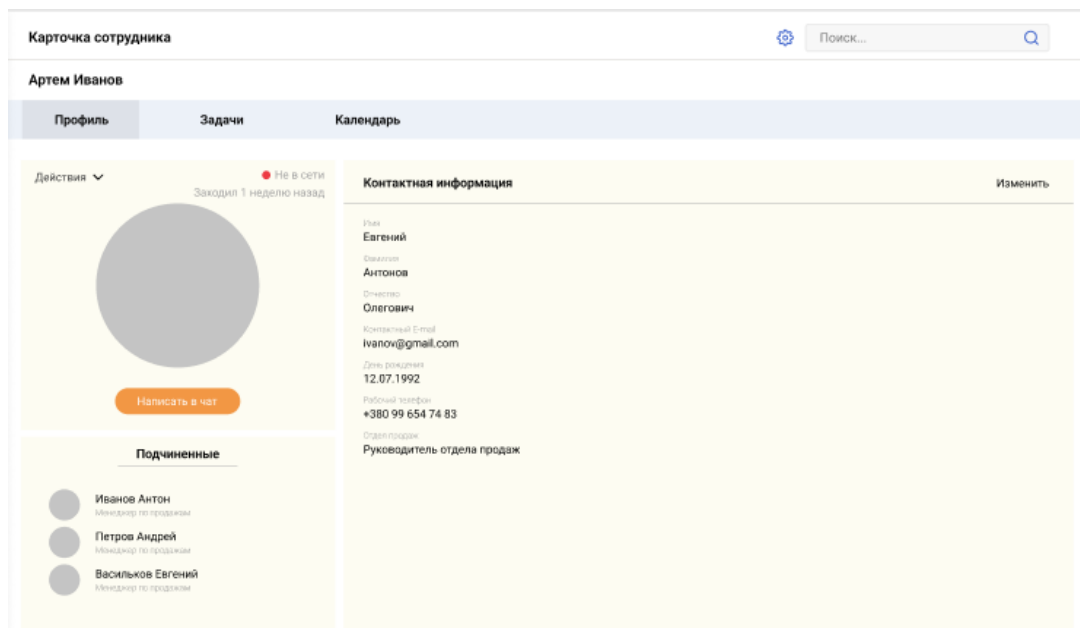 Карточка сотрудника
Поиск...
Артем Иванов
Профиль Задачи Календарь
Действия
Не в сети
Заходил 1 неделю назад
Написать в чат
Подчиненные
Иванов Антон
Менеджер по продажам
Петров Андрей
Менеджер по продажам
Васильков Евгений
Менеджер по продажам
Контактная информация
Изменить
Имя
Евгений
Фамилия
Антонов
Отчество
Олегович
Контактный E-mail
ivanov@gmail.com
День рождения
12.07.1992
Рабочий телефон
+380 99 654 74 83
Отдел продаж
Руководитель отдела продаж